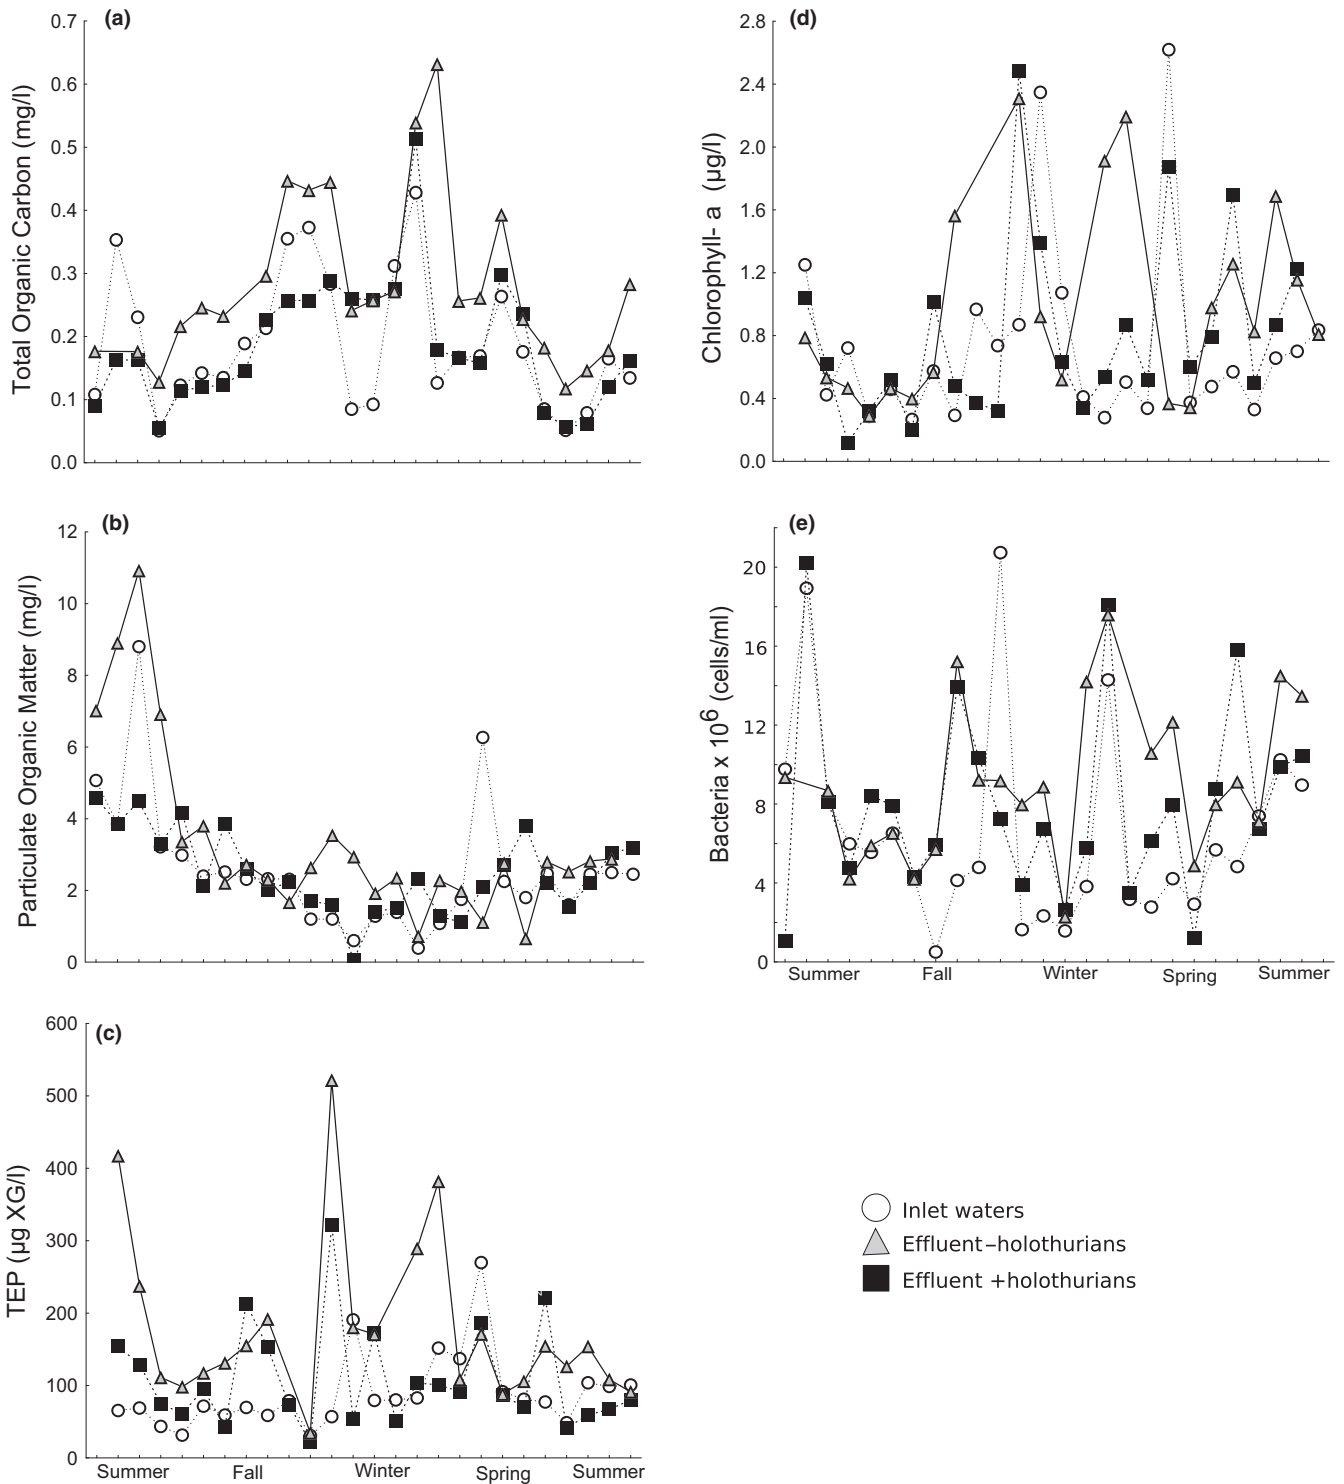 (a)
Total Organic Carbon (mg/l)
0.7
0.6
0.5
0.4
0.3
0.2
0.1
0.0
(b)
Particulate Organic Matter (mg/l)
12
10
8
6
4
2
0
(c)
TEP (µg XG/l)
600
500
400
300
200
100
0
Summer Fall Winter Spring Summer
(d)
Chlorophyll- a (µg/l)
2.8
2.4
2.0
1.6
1.2
0.8
0.4
0.0
(e)
Bacteria x 10⁶ (cells/ml)
20
16
12
8
4
0
Summer Fall Winter Spring Summer
Inlet waters
Effluent–holothurians
Effluent +holothurians